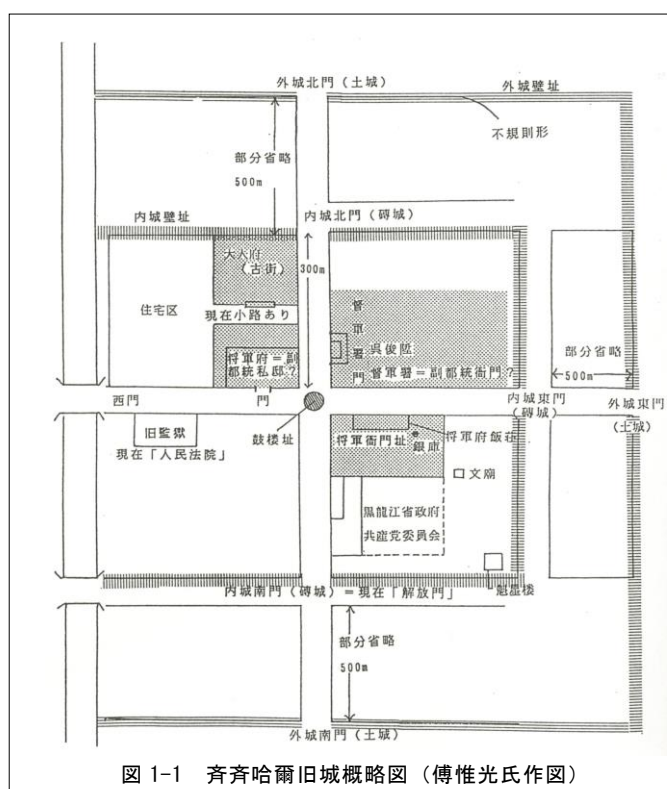 外城北門(土城)
外城壁址
不規則形
部分省略
500m
内城壁址
内城北門(磚城)
大人府
(古街)
300m
住宅区
現在小路あり
督軍署門
呉俊陞
督軍署=副都統衙門?
将軍府=副
都統私邸?
部分省略
500m
西門
門
内城東門
(磚城)
外城東門
(土城)
旧監獄
現在「人民法院」
鼓楼址
将軍衙門址
将軍府飯荘
銀庫
文廟
黒龍江省政府
共産党委員会
内城南門(磚城)=現在「解放門」
魁星楼
部分省略
500m
外城南門(土城)
図 1-1 斉斉哈爾旧城概略図(傅惟光氏作図)